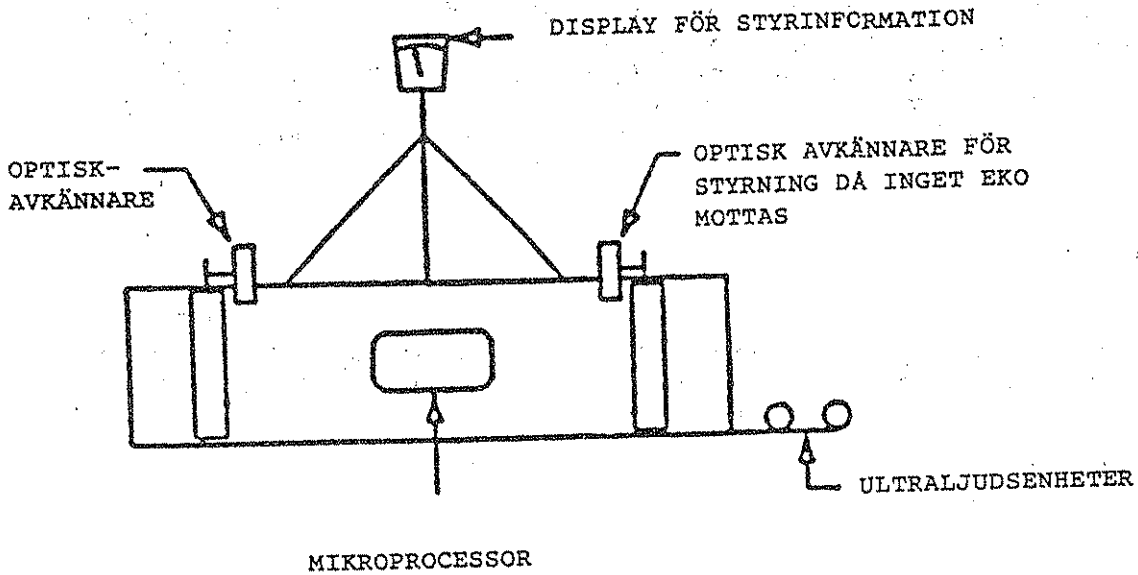 DISPLAY FÖR STYRINFORMATION
OPTISK-
AVKÄNNARE
OPTISK AVKÄNNARE FÖR
STYRNING DÅ INGET EKO
MOTTAS
ULTRALJUDSENHETER
MIKROPROCESSOR